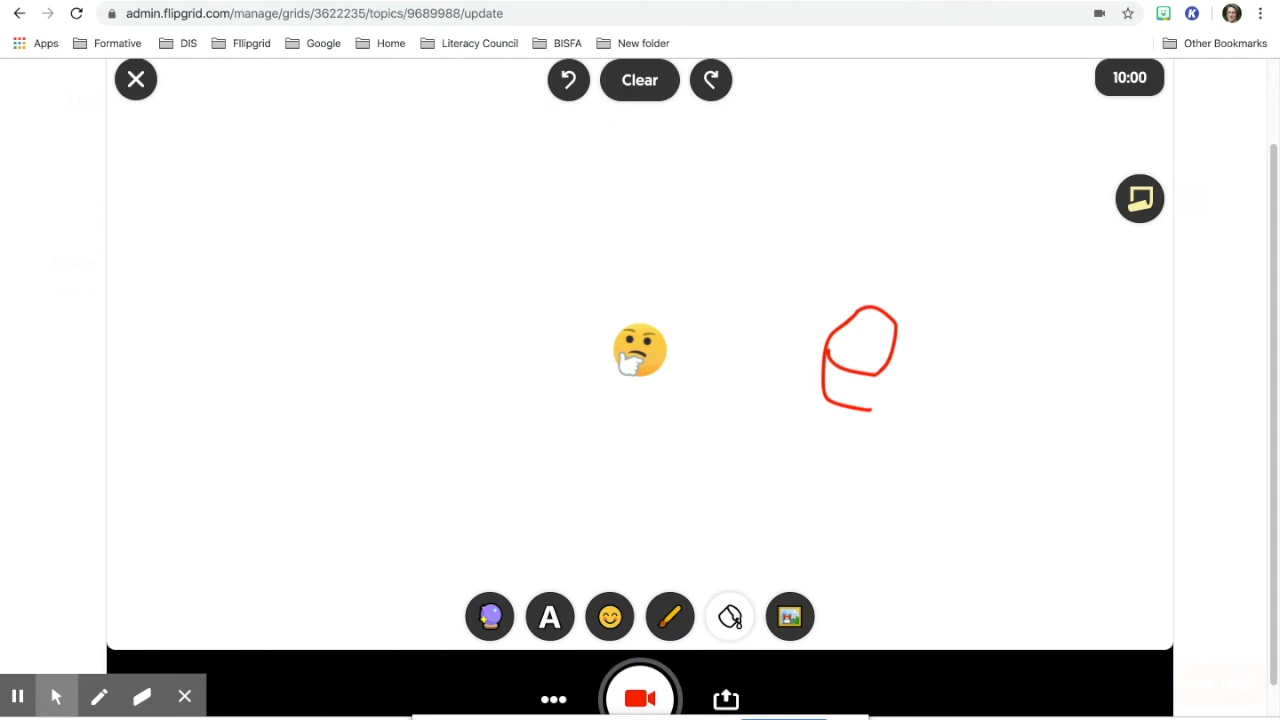 admin.flipgrid.com/manage/grids/3622235/topics/9689988/update
Apps Formative DIS FlIipgrid Google Home Literacy Council BISFA New folder Other Bookmarks
Clear
10:00
A